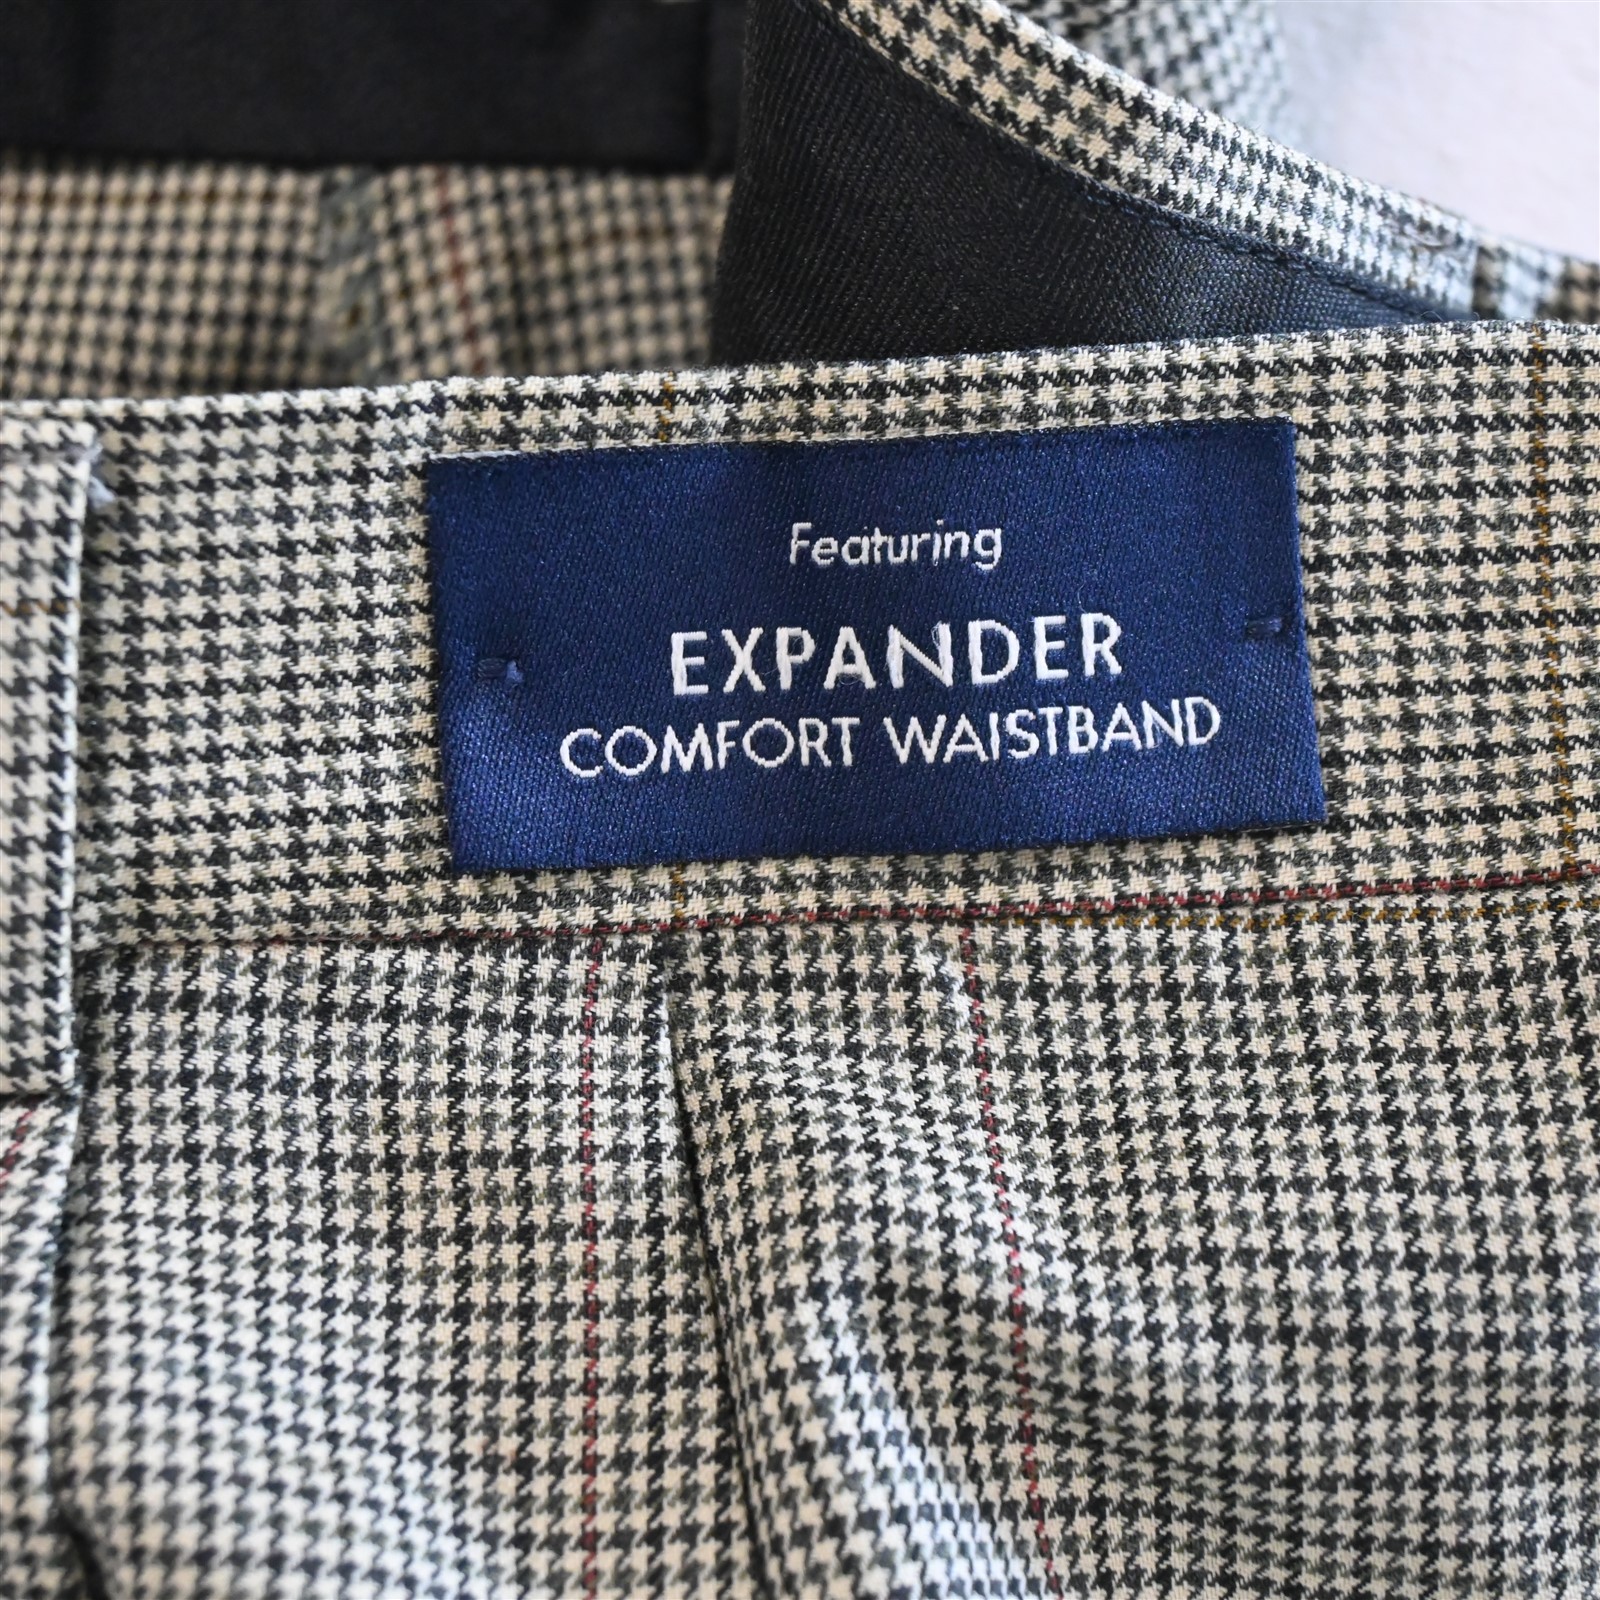 Featuring
EXPANDER
COMFORT WAISTBAND